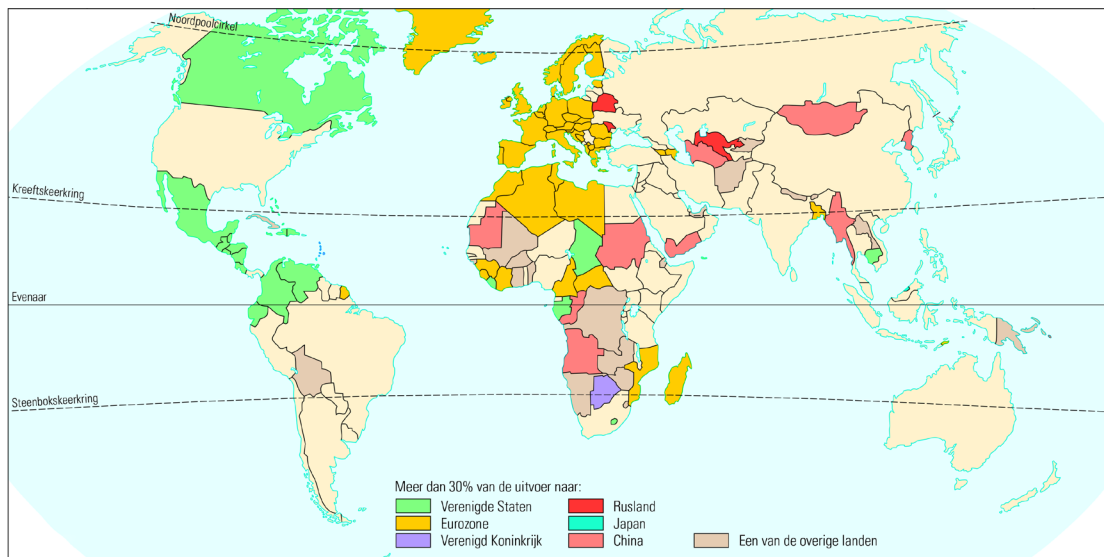 Noordpoolcirkel
Kreeftskeerkring
Evenaar
Steenbokskeerkring
Meer dan 30% van de uitvoer naar:
Verenigde Staten
Eurozone
Verenigd Koninkrijk
Rusland
Japan
China
Een van de overige landen